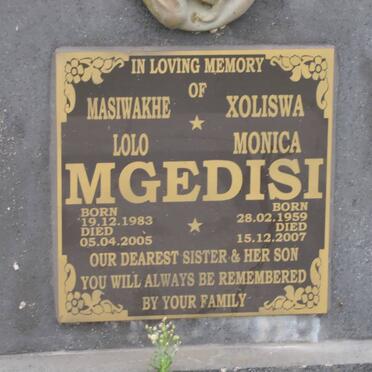 IN LOVING MEMORY
OF
MASIWAKHE XOLISWA
LOLO MONICA
MGEDISI
BORN BORN
19.12.1983 28.02.1959
DIED DIED
05.04.2005 15.12.2007
OUR DEAREST SISTER & HER SON
YOU WILL ALWAYS BE REMEMBERED
BY YOUR FAMILY